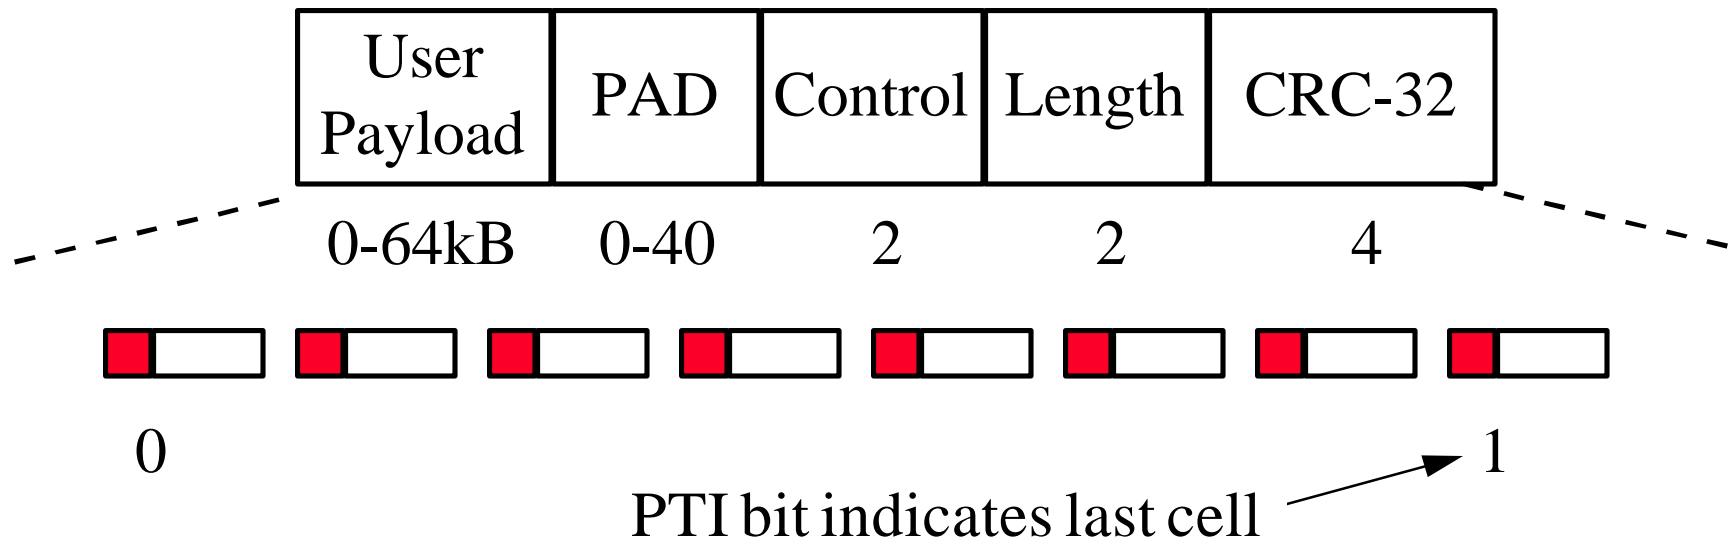 User
Payload
PAD
Control
Length
CRC-32
0-64kB
0-40
2
2
4
0
1
PTI bit indicates last cell